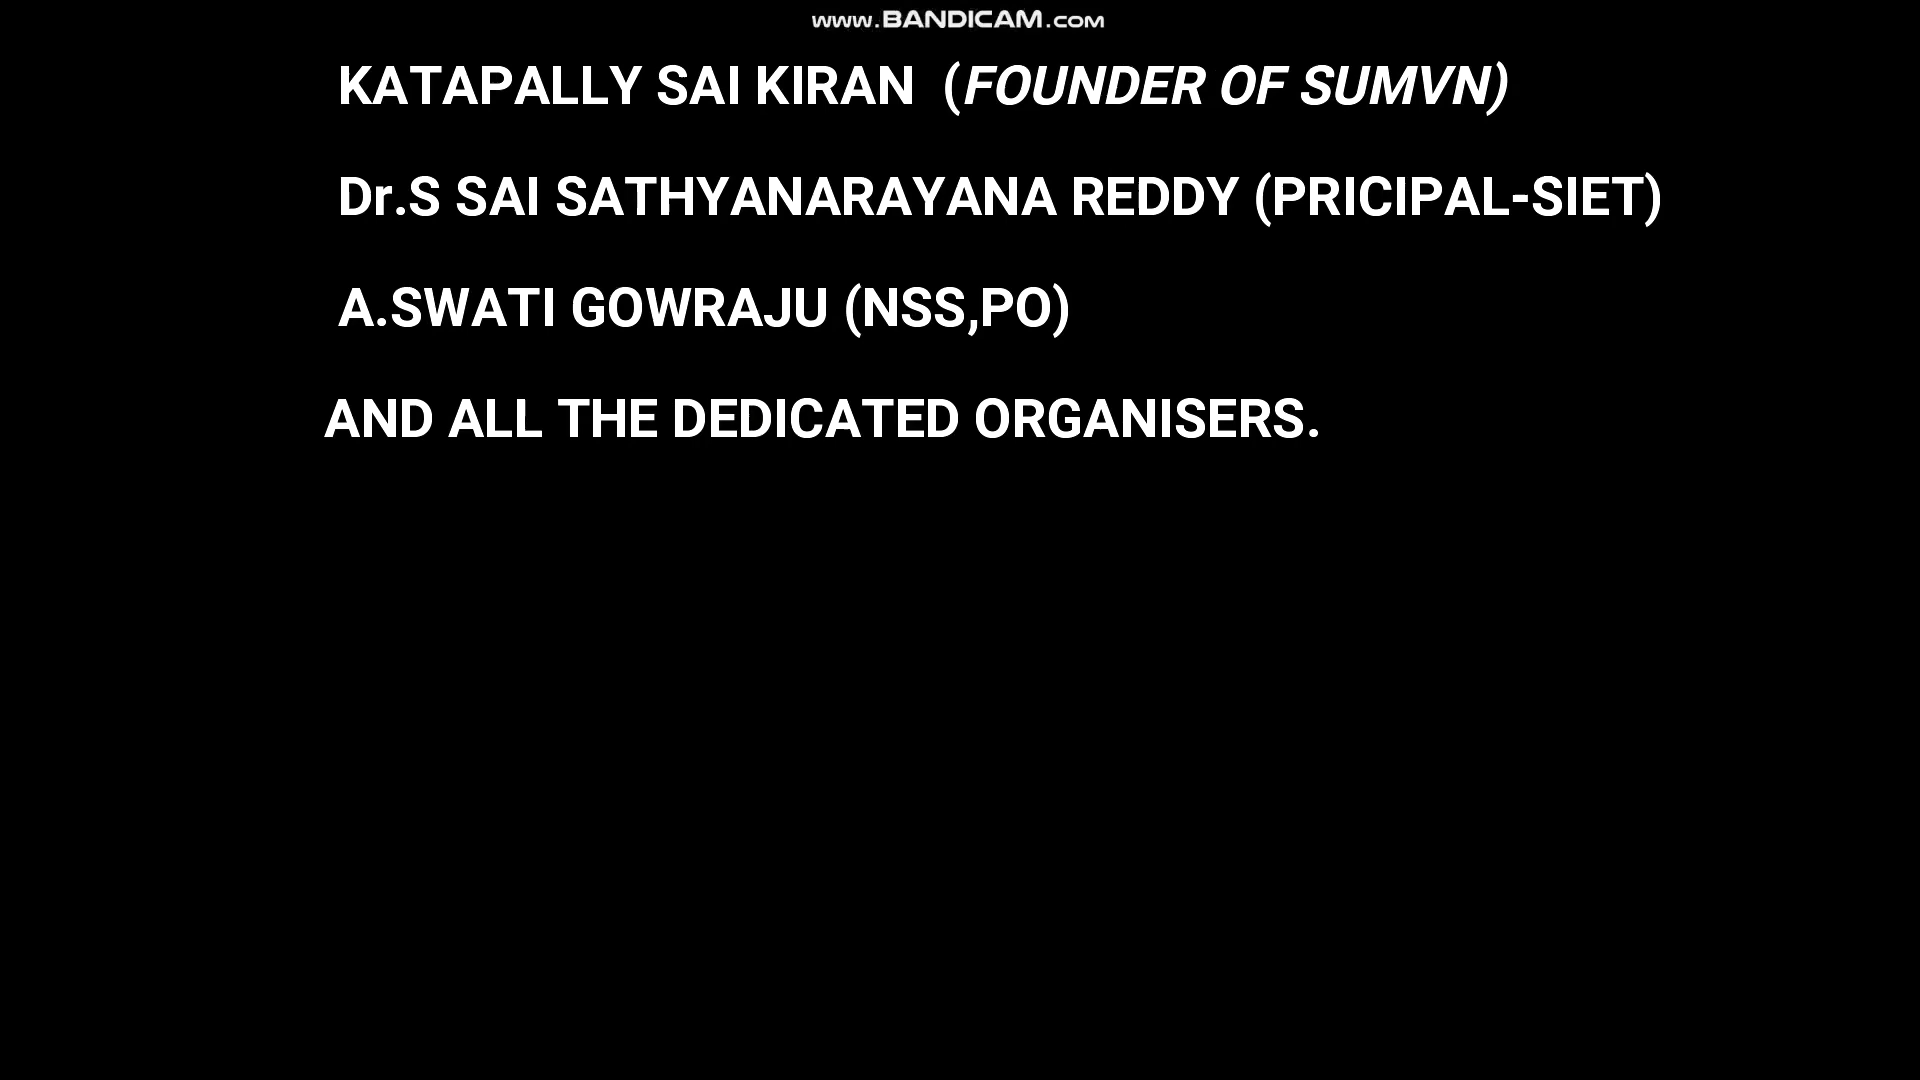 www.BANDICAM.com
KATAPALLY SAI KIRAN (FOUNDER OF SUMVN)
Dr.S SAI SATHYANARAYANA REDDY (PRICIPAL-SIET)
A.SWATI GOWRAJU (NSS,PO)
AND ALL THE DEDICATED ORGANISERS.